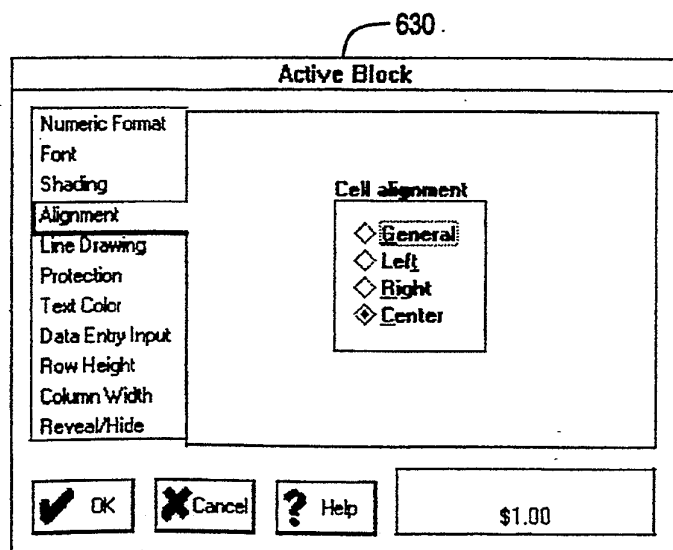 630
Active Block
Numeric Format
Font
Shading
Alignment
Line Drawing
Protection
Text Color
Data Entry Input
Row Height
Column Width
Reveal/Hide
Cell alignment
General
Left
Right
Center
OK
Cancel
? Help
$1.00